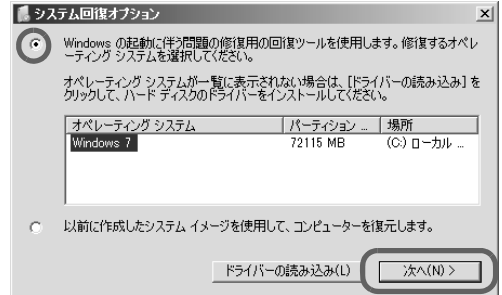 システム回復オプション
Windows の起動に伴う問題の修復用の回復ツールを使用します。修復するオペレ
ーティング システムを選択してください。
オペレーティング システムが一覧に表示されない場合は、[ドライバーの読み込み] を
クリックして、ハード ディスクのドライバーをインストールしてください。
オペレーティング システム パーティション ... 場所
Windows 7 72115 MB (C:) ローカル ...
以前に作成したシステム イメージを使用して、コンピューターを復元します。
ドライバーの読み込み(L) 次へ(N) >